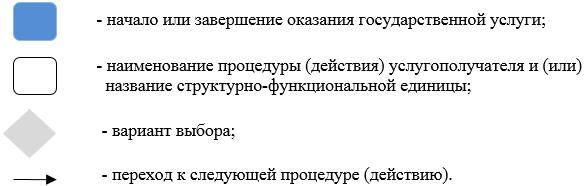 - начало или завершение оказания государственной услуги;
- наименование процедуры (действия) услугополучателя и (или)
название структурно-функциональной единицы;
- вариант выбора;
- переход к следующей процедуре (действию).